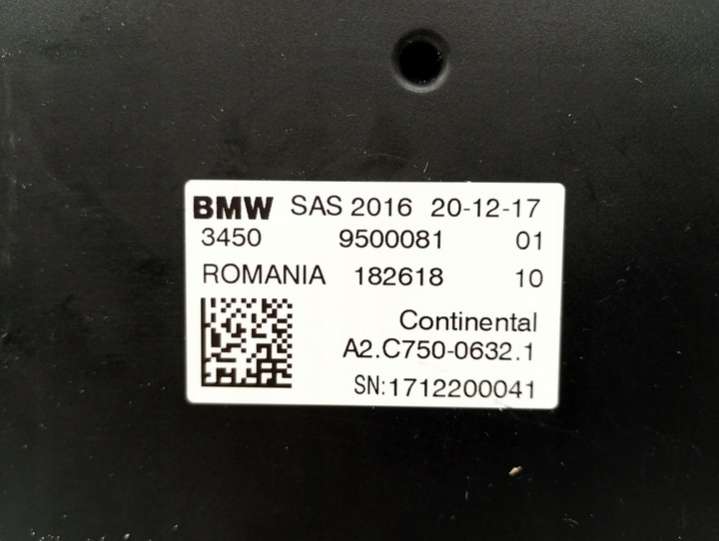 BMW SAS 2016 20-12-17
3450 9500081 01
ROMANIA 182618 10
Continental
A2.C750-0632.1
SN:1712200041